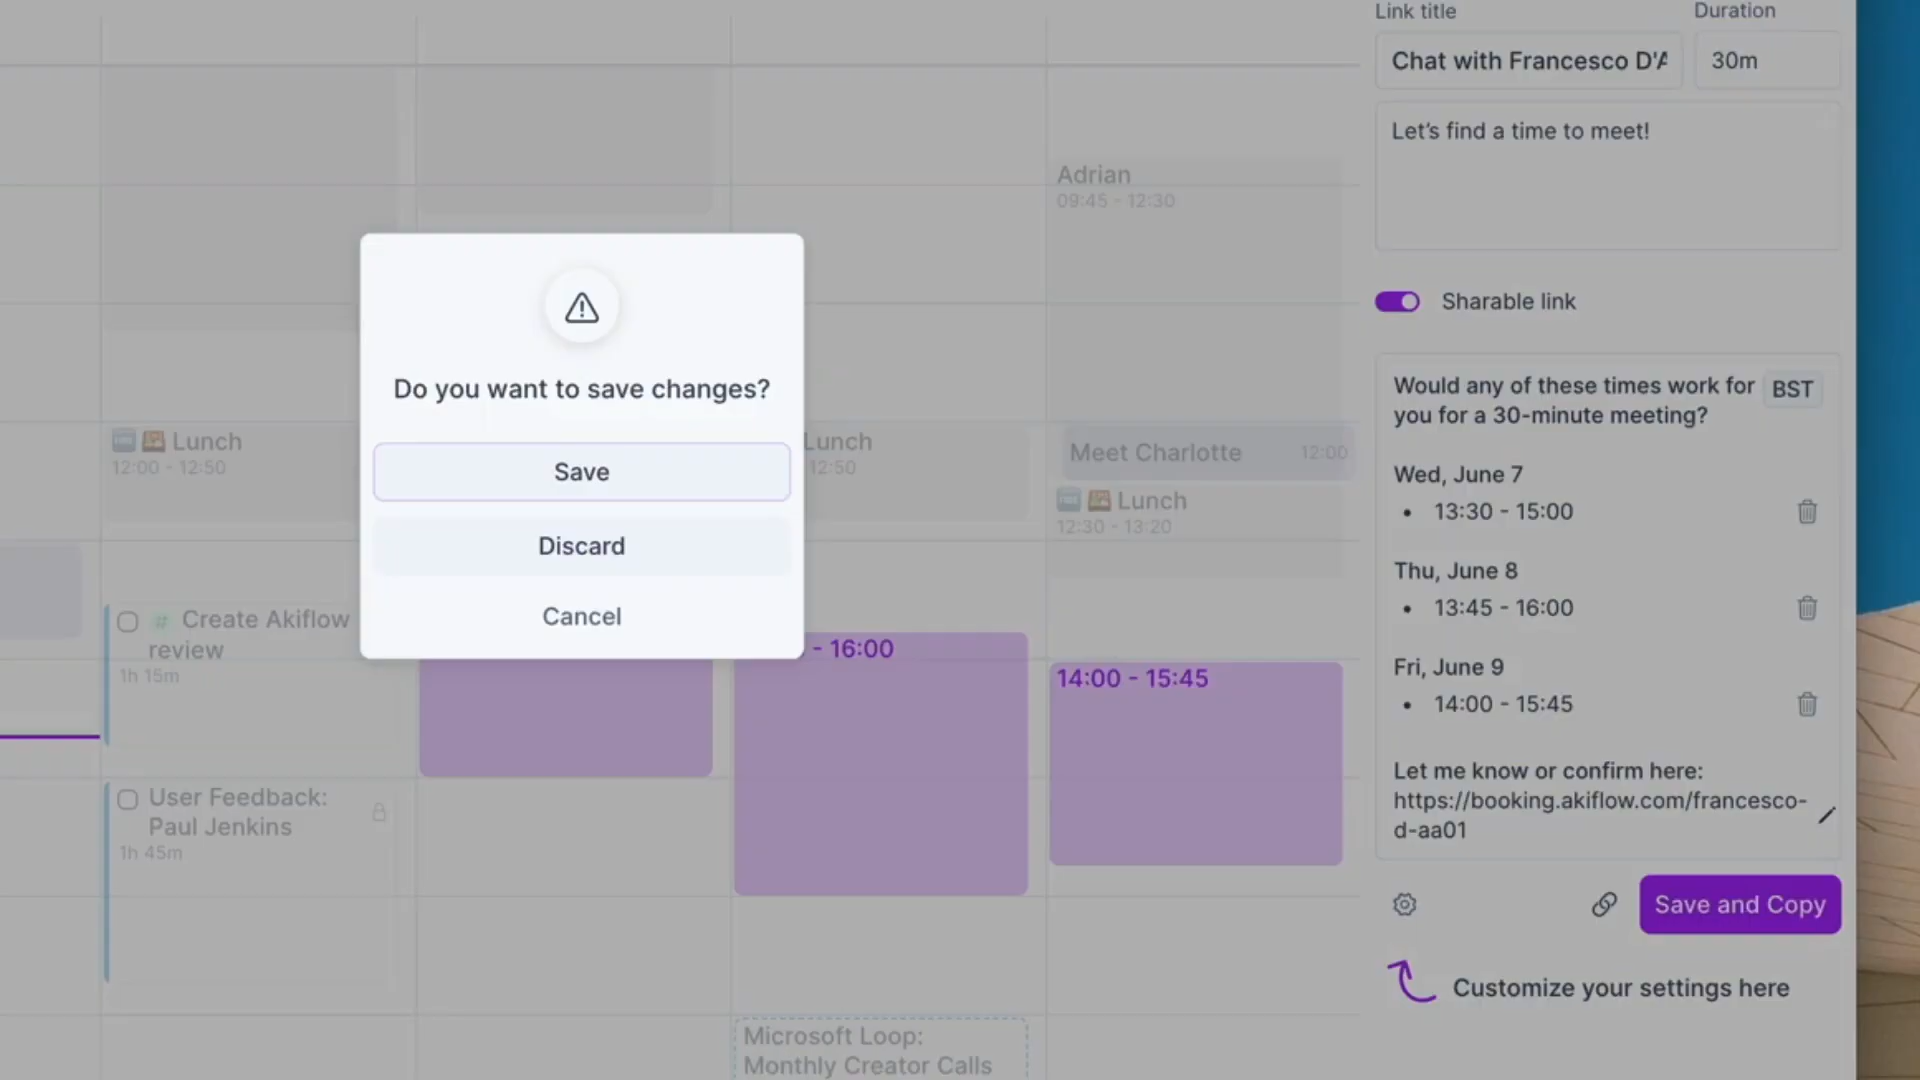 Link title
Duration
Chat with Francesco D'A
30m
Let's find a time to meet!
Sharable link
Would any of these times work for
you for a 30-minute meeting?
BST
Wed, June 7
• 13:30 - 15:00
Thu, June 8
• 13:45 - 16:00
Fri, June 9
• 14:00 - 15:45
Let me know or confirm here:
https://booking.akiflow.com/francesco-
d-aa01
Save and Copy
Customize your settings here
Do you want to save changes?
Save
Discard
Cancel
Lunch
12:00 - 12:50
# Create Akiflow
review
1h 15m
User Feedback:
Paul Jenkins
1h 45m
Lunch
12:50
- 16:00
Microsoft Loop:
Monthly Creator Calls
Adrian
09:45 - 12:30
Meet Charlotte 12:00
Lunch
12:30 - 13:20
14:00 - 15:45